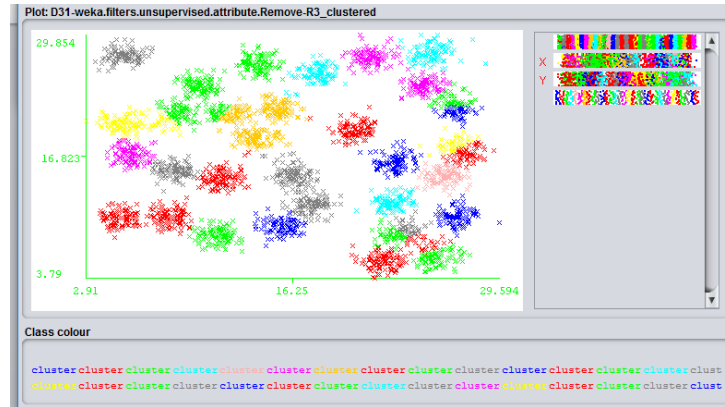 Plot: D31-weka.filters.unsupervised.attribute.Remove-R3_clustered
29.854
16.823
3.79
2.91 16.25 29.594
X
Y
Class colour
cluster cluster cluster cluster cluster cluster cluster cluster cluster cluster cluster cluster cluster cluster clust
cluster cluster cluster cluster cluster cluster cluster cluster cluster cluster cluster cluster cluster cluster clust